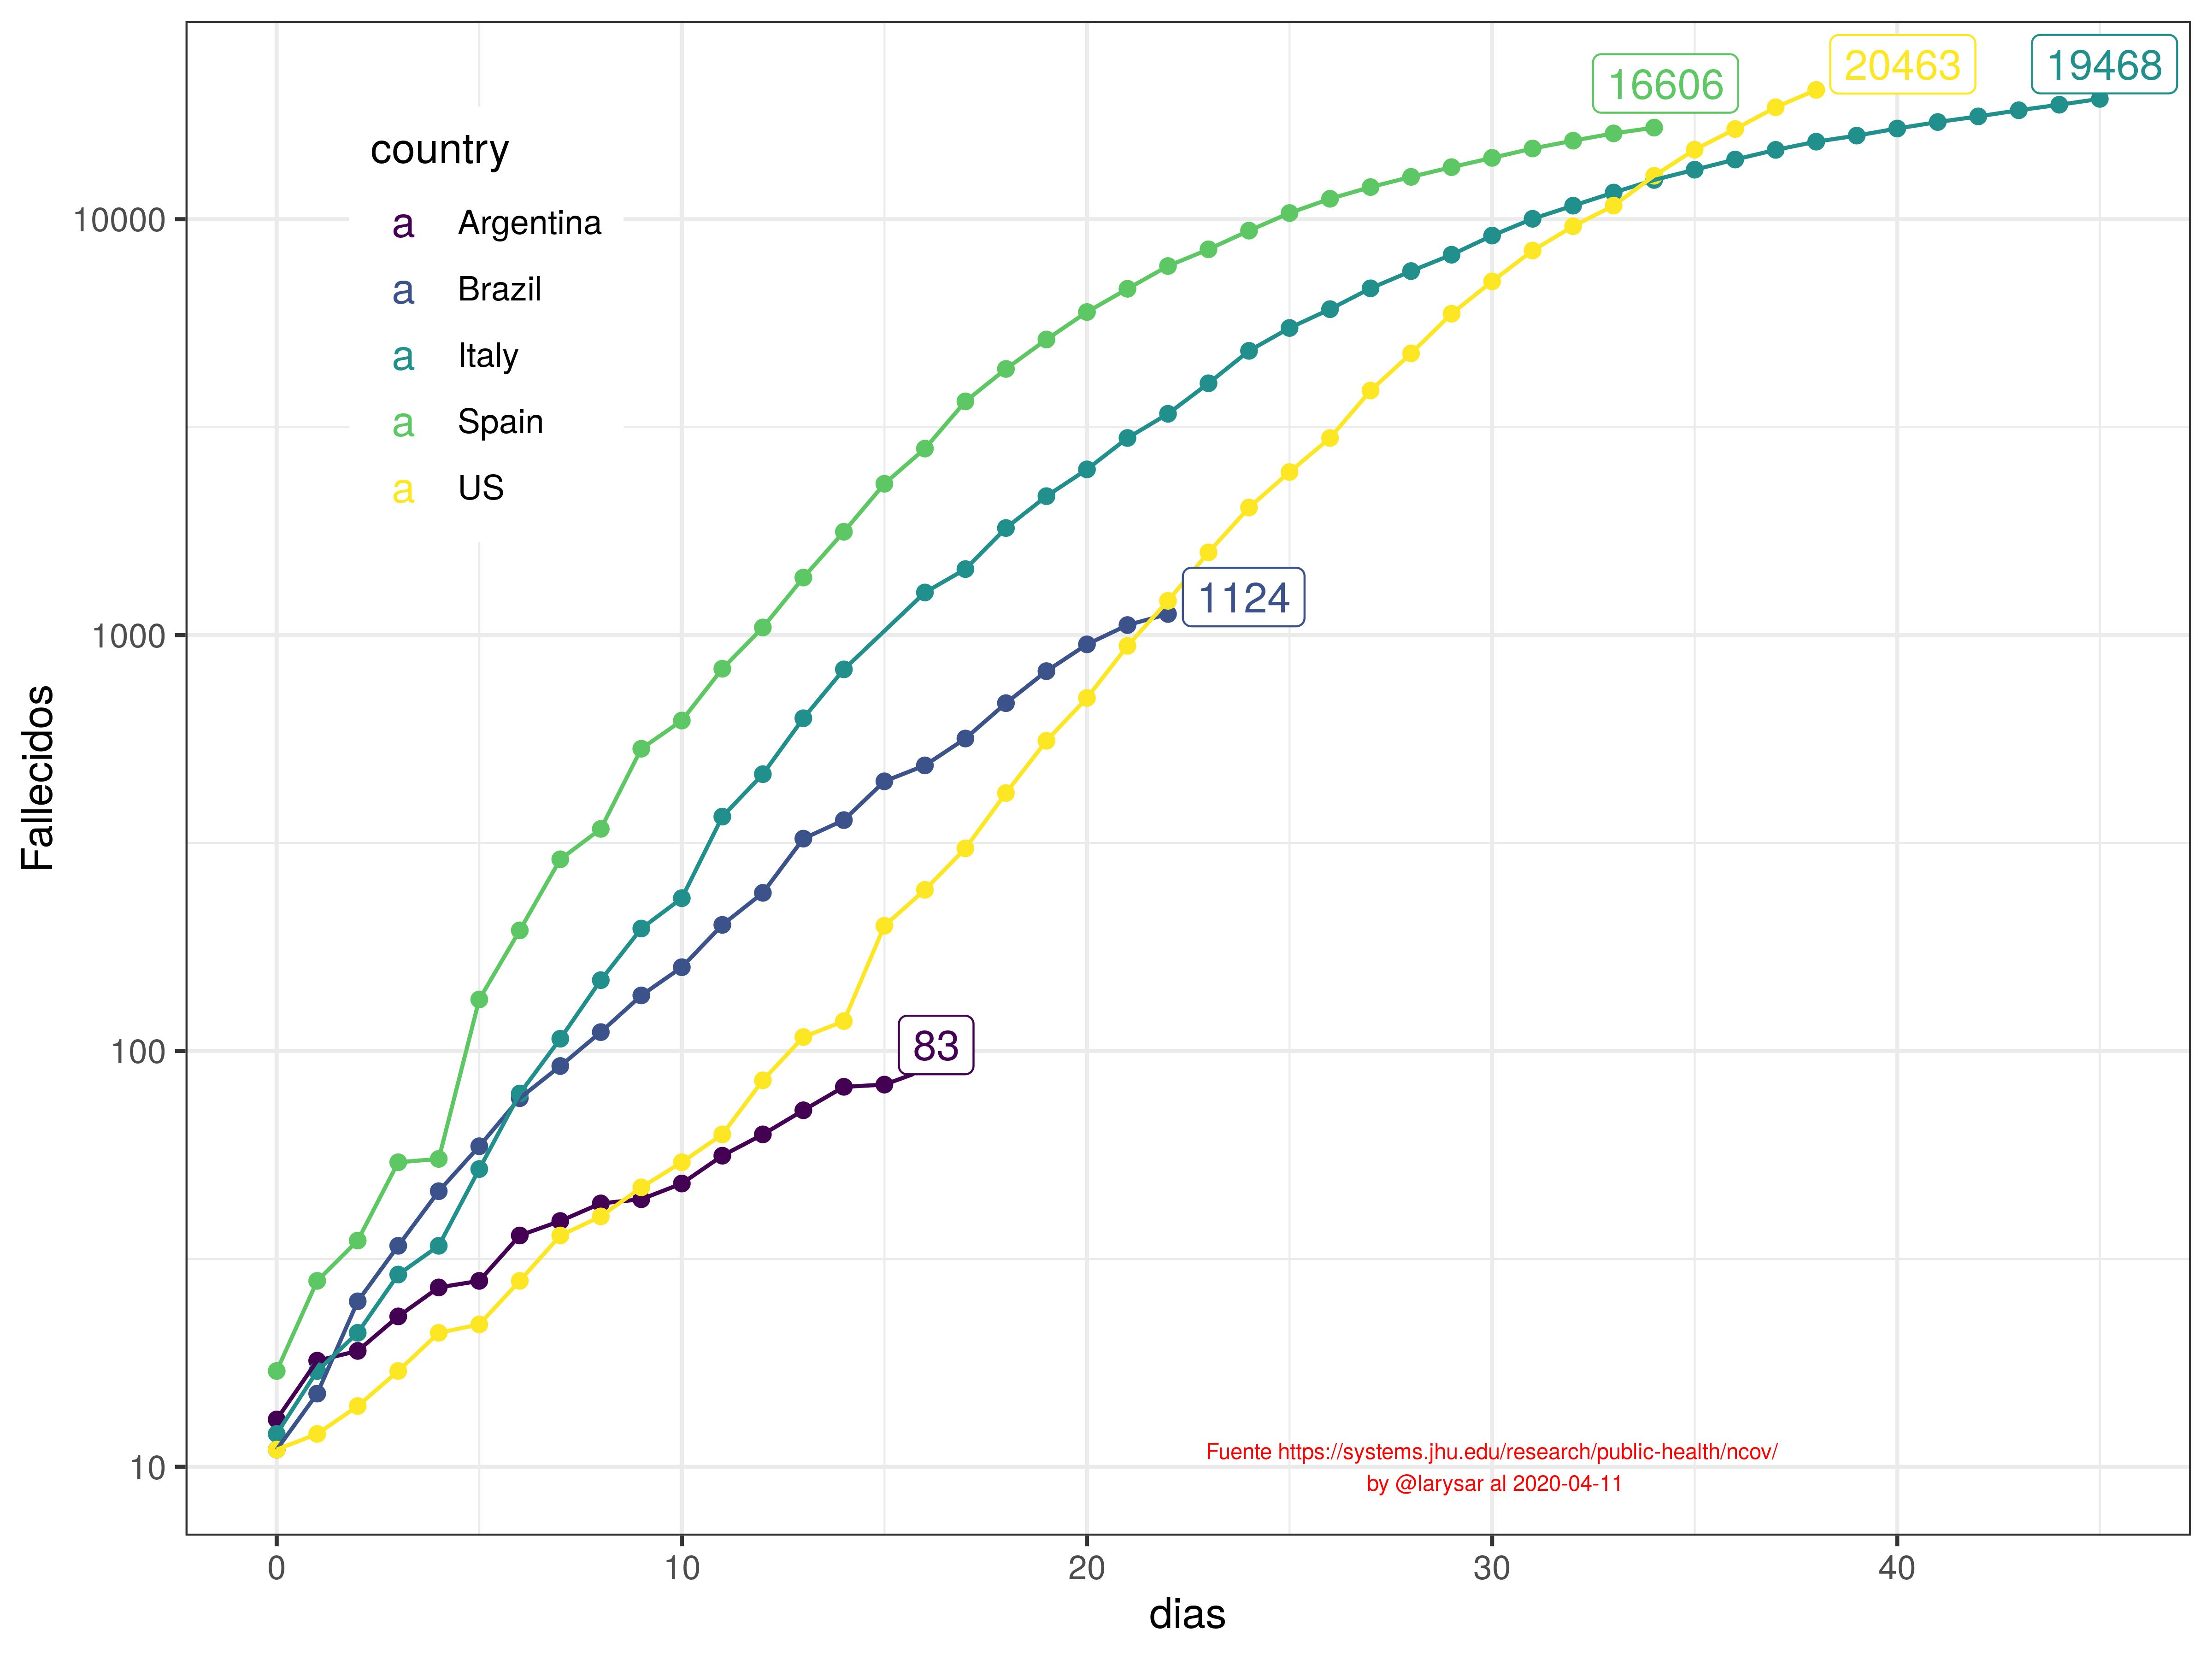 16606
20463
19468
country
a Argentina
a Brazil
a Italy
a Spain
a US
10000
1000
100
10
Fallecidos
1124
83
Fuente https://systems.jhu.edu/research/public-health/ncov/
by @larysar al 2020-04-11
0 10 20 30 40
dias